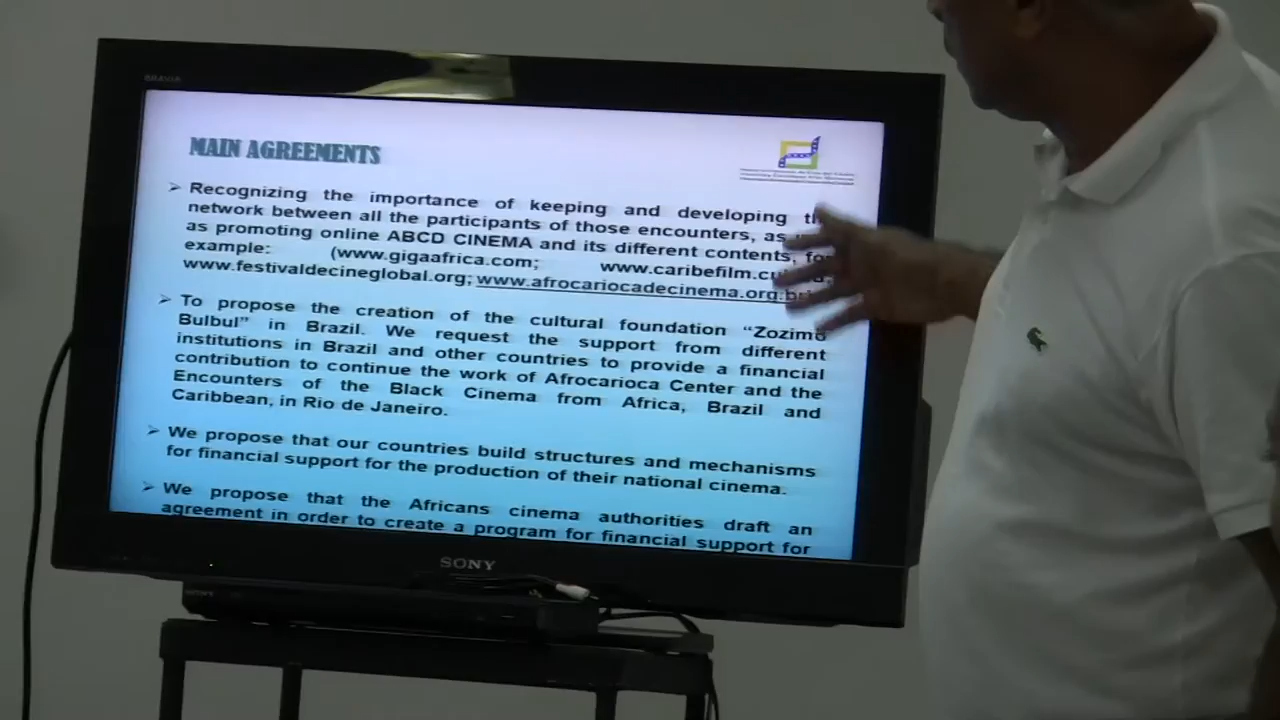 BRAVIA
MAIN AGREEMENTS
➢ Recognizing the importance of keeping and developing
network between all the participants of those encounters, as
as promoting online ABCD CINEMA and its different contents, for
example: (www.gigaafrica.com; www.caribefilm.cu
www.festivaldecineglobal.org; www.afrocariocadecinema.org.br
➢ To propose the creation of the cultural foundation “Zozimo
Bulbul” in Brazil. We request the support from different
institutions in Brazil and other countries to provide a financial
contribution to continue the work of Afrocarioca Center and the
Encounters of the Black Cinema from Africa, Brazil and
Caribbean, in Rio de Janeiro.
➢ We propose that our countries build structures and mechanisms
for financial support for the production of their national cinema.
➢ We propose that the Africans cinema authorities draft an
agreement in order to create a program for financial support for
SONY